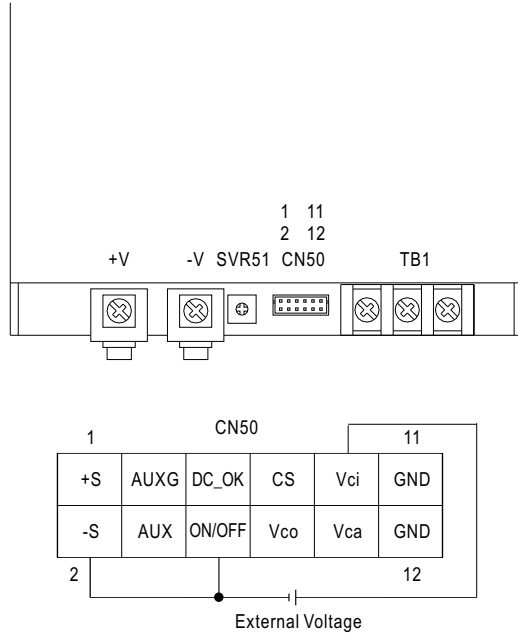 1 11
2 12
+V -V SVR51 CN50 TB1
CN50
1 11
+S AUXG DC_OK CS Vci GND
-S AUX ON/OFF Vco Vca GND
2 12
External Voltage